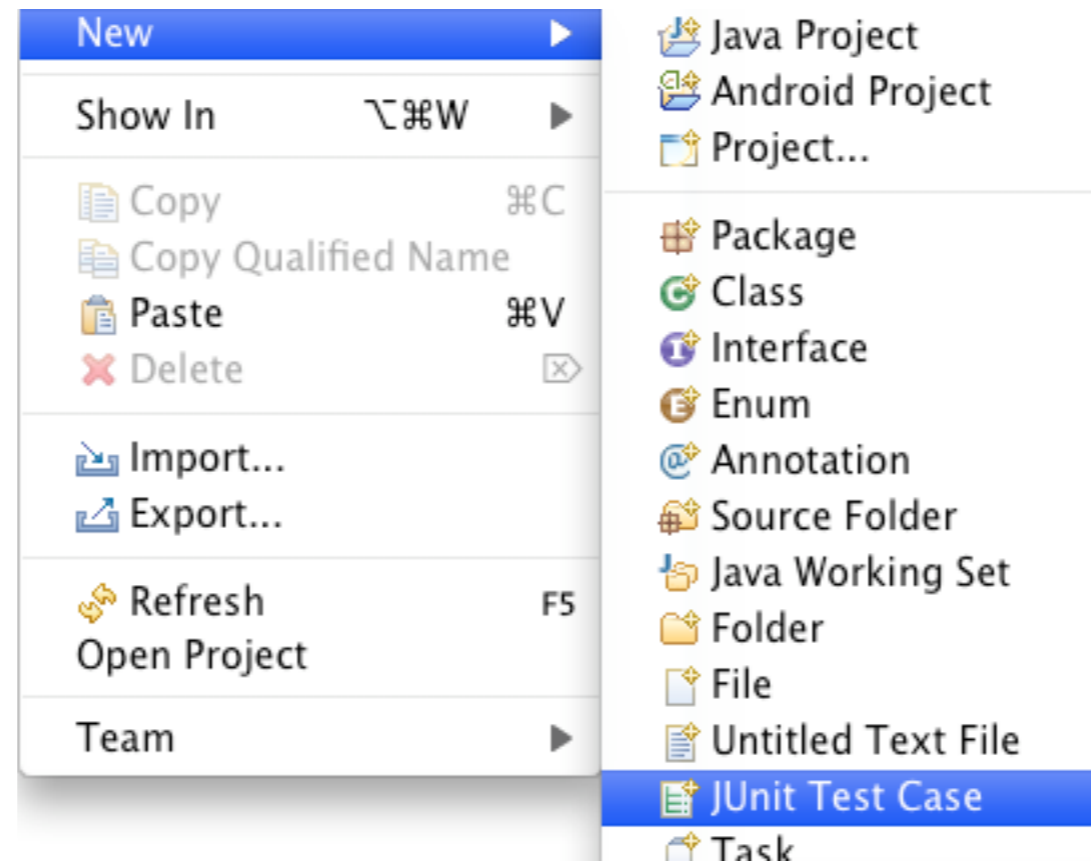 New
Show In ⌥⌘W
Copy ⌘C
Copy Qualified Name
Paste ⌘V
Delete ⌦
Import...
Export...
Refresh F5
Open Project
Team
Java Project
Android Project
Project...
Package
Class
Interface
Enum
Annotation
Source Folder
Java Working Set
Folder
File
Untitled Text File
JUnit Test Case
Task